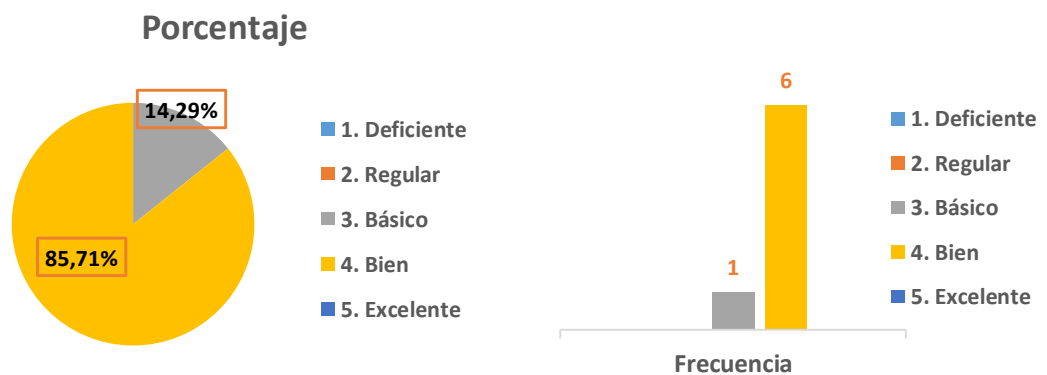 Porcentaje
14,29%
85,71%
1. Deficiente
2. Regular
3. Básico
4. Bien
5. Excelente
6
1
Frecuencia
1. Deficiente
2. Regular
3. Básico
4. Bien
5. Excelente